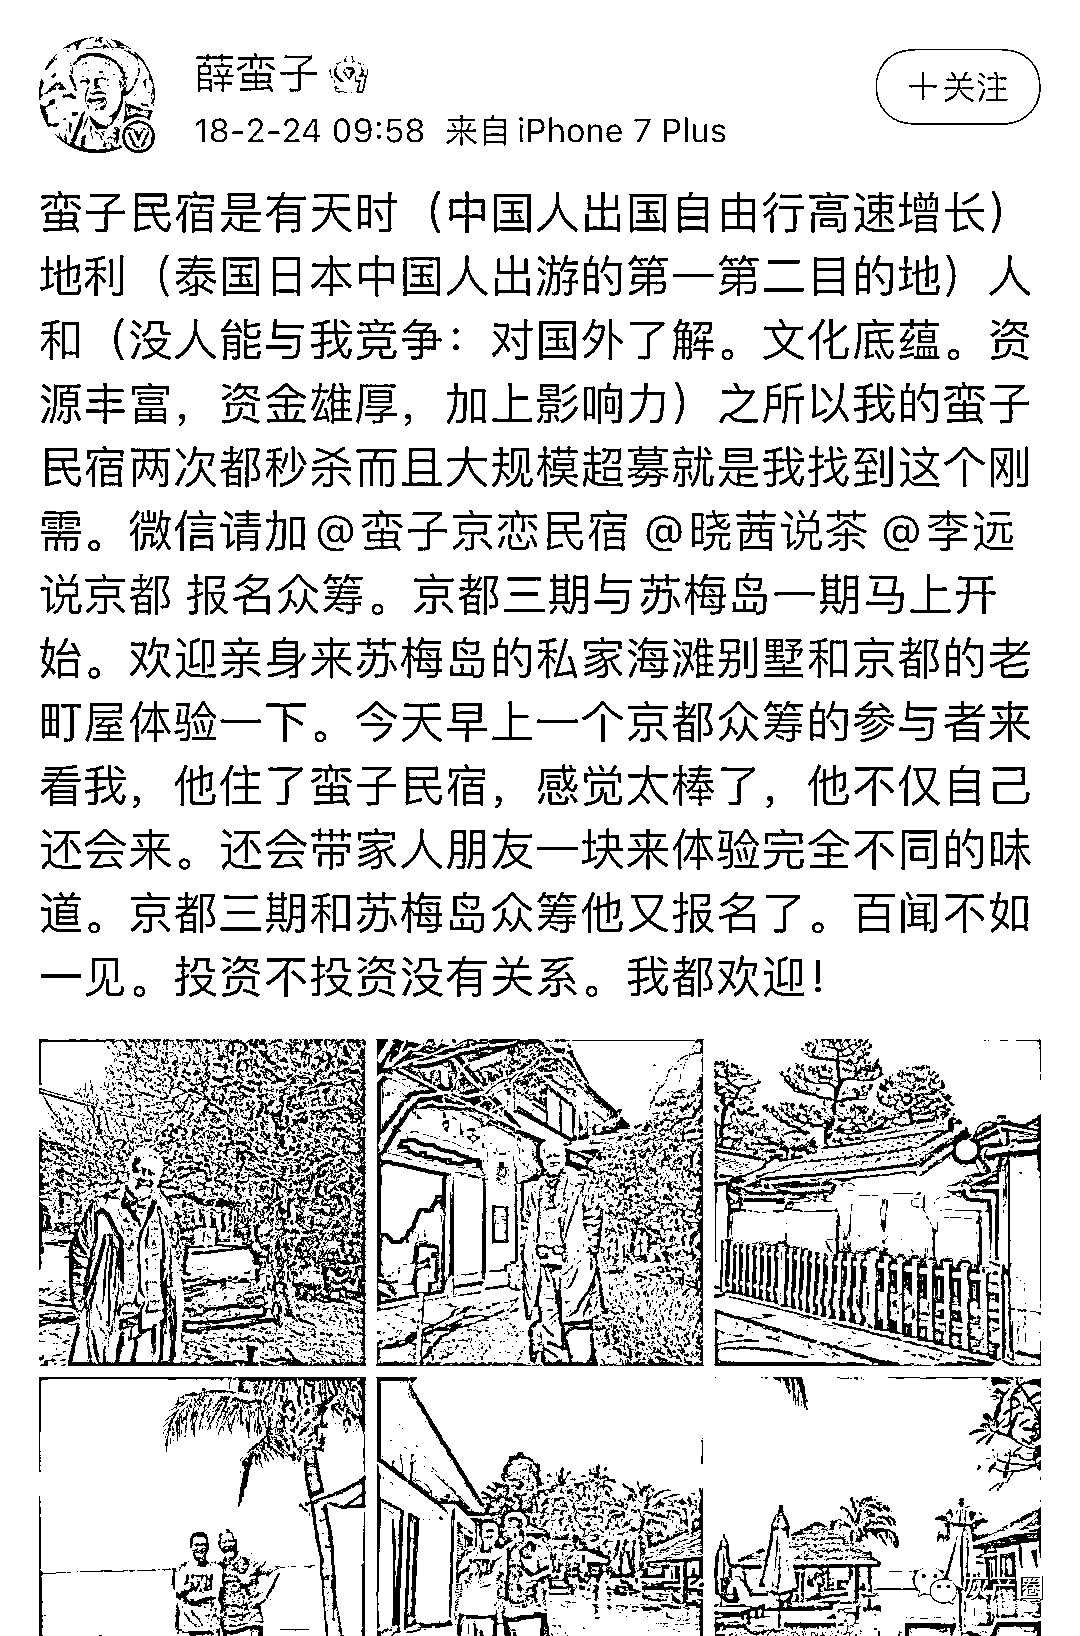 薛蛮子
+关注
18-2-24 09:58 来自 iPhone 7 Plus
蛮子民宿是有天时（中国人出国自由行高速增长）
地利（泰国日本中国人出游的第一第二目的地）人
和（没人能与我竞争：对国外了解。文化底蕴。资
源丰富，资金雄厚，加上影响力）之所以我的蛮子
民宿两次都秒杀而且大规模超募就是我找到这个刚
需。微信请加@蛮子京恋民宿 @晓茜说茶 @李远
说京都 报名众筹。京都三期与苏梅岛一期马上开
始。欢迎亲身来苏梅岛的私家海滩别墅和京都的老
町屋体验一下。今天早上一个京都众筹的参与者来
看我，他住了蛮子民宿，感觉太棒了，他不仅自己
还会来。还会带家人朋友一块来体验完全不同的味
道。京都三期和苏梅岛众筹他又报名了。百闻不如
一见。投资不投资没有关系。我都欢迎！